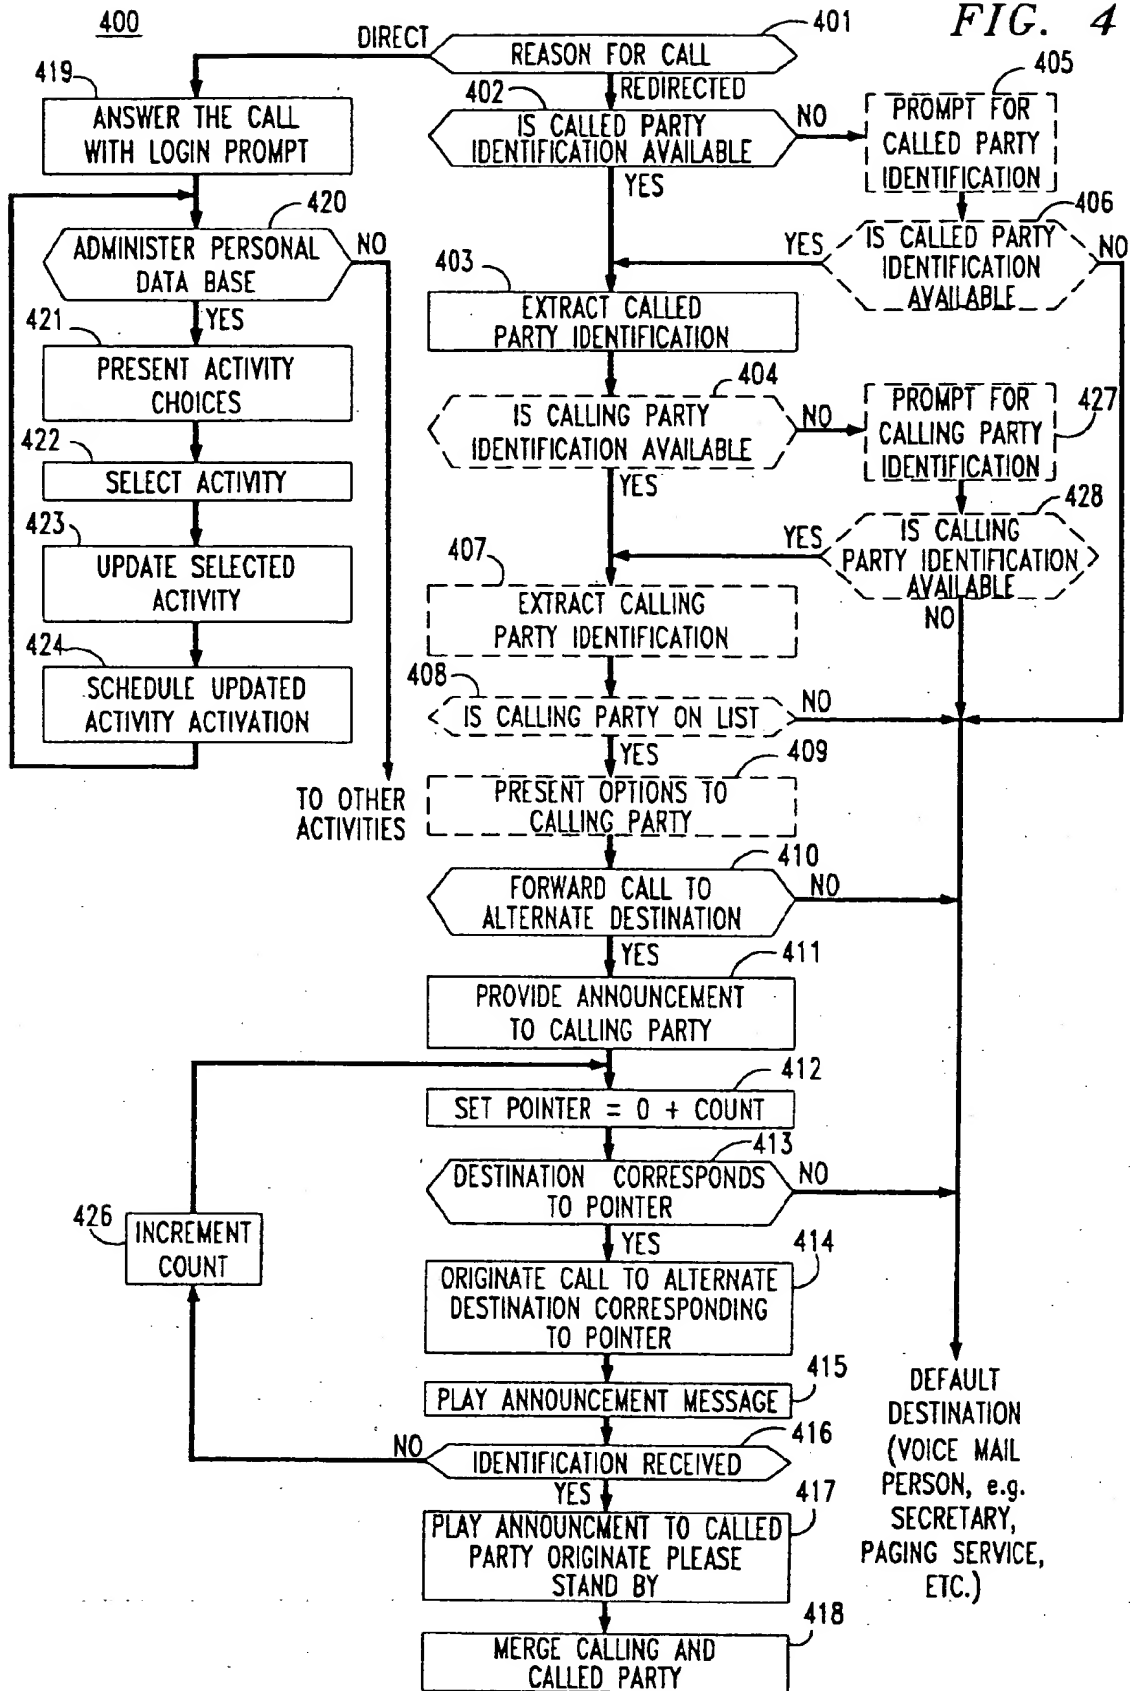 400
FIG. 4
DIRECT
401
REASON FOR CALL
REDIRECTED
419
ANSWER THE CALL
WITH LOGIN PROMPT
402
IS CALLED PARTY
IDENTIFICATION AVAILABLE
NO
YES
405
PROMPT FOR
CALLED PARTY
IDENTIFICATION
420
ADMINISTER PERSONAL
DATA BASE
NO
YES
406
IS CALLED PARTY
IDENTIFICATION
AVAILABLE
YES
NO
403
EXTRACT CALLED
PARTY IDENTIFICATION
421
PRESENT ACTIVITY
CHOICES
404
IS CALLING PARTY
IDENTIFICATION AVAILABLE
NO
YES
PROMPT FOR
CALLING PARTY
IDENTIFICATION
427
422
SELECT ACTIVITY
423
UPDATE SELECTED
ACTIVITY
428
IS CALLING
PARTY IDENTIFICATION
AVAILABLE
YES
NO
407
EXTRACT CALLING
PARTY IDENTIFICATION
424
SCHEDULE UPDATED
ACTIVITY ACTIVATION
408
IS CALLING PARTY ON LIST
NO
YES
TO OTHER
ACTIVITIES
409
PRESENT OPTIONS TO
CALLING PARTY
410
FORWARD CALL TO
ALTERNATE DESTINATION
NO
YES
411
PROVIDE ANNOUNCEMENT
TO CALLING PARTY
412
SET POINTER = 0 + COUNT
413
DESTINATION CORRESPONDS
TO POINTER
NO
YES
426
INCREMENT
COUNT
414
ORIGINATE CALL TO ALTERNATE
DESTINATION CORRESPONDING
TO POINTER
415
PLAY ANNOUNCEMENT MESSAGE
416
IDENTIFICATION RECEIVED
NO
YES
417
PLAY ANNOUNCMENT TO CALLED
PARTY ORIGINATE PLEASE
STAND BY
418
MERGE CALLING AND
CALLED PARTY
DEFAULT
DESTINATION
(VOICE MAIL
PERSON, e.g.
SECRETARY,
PAGING SERVICE,
ETC.)